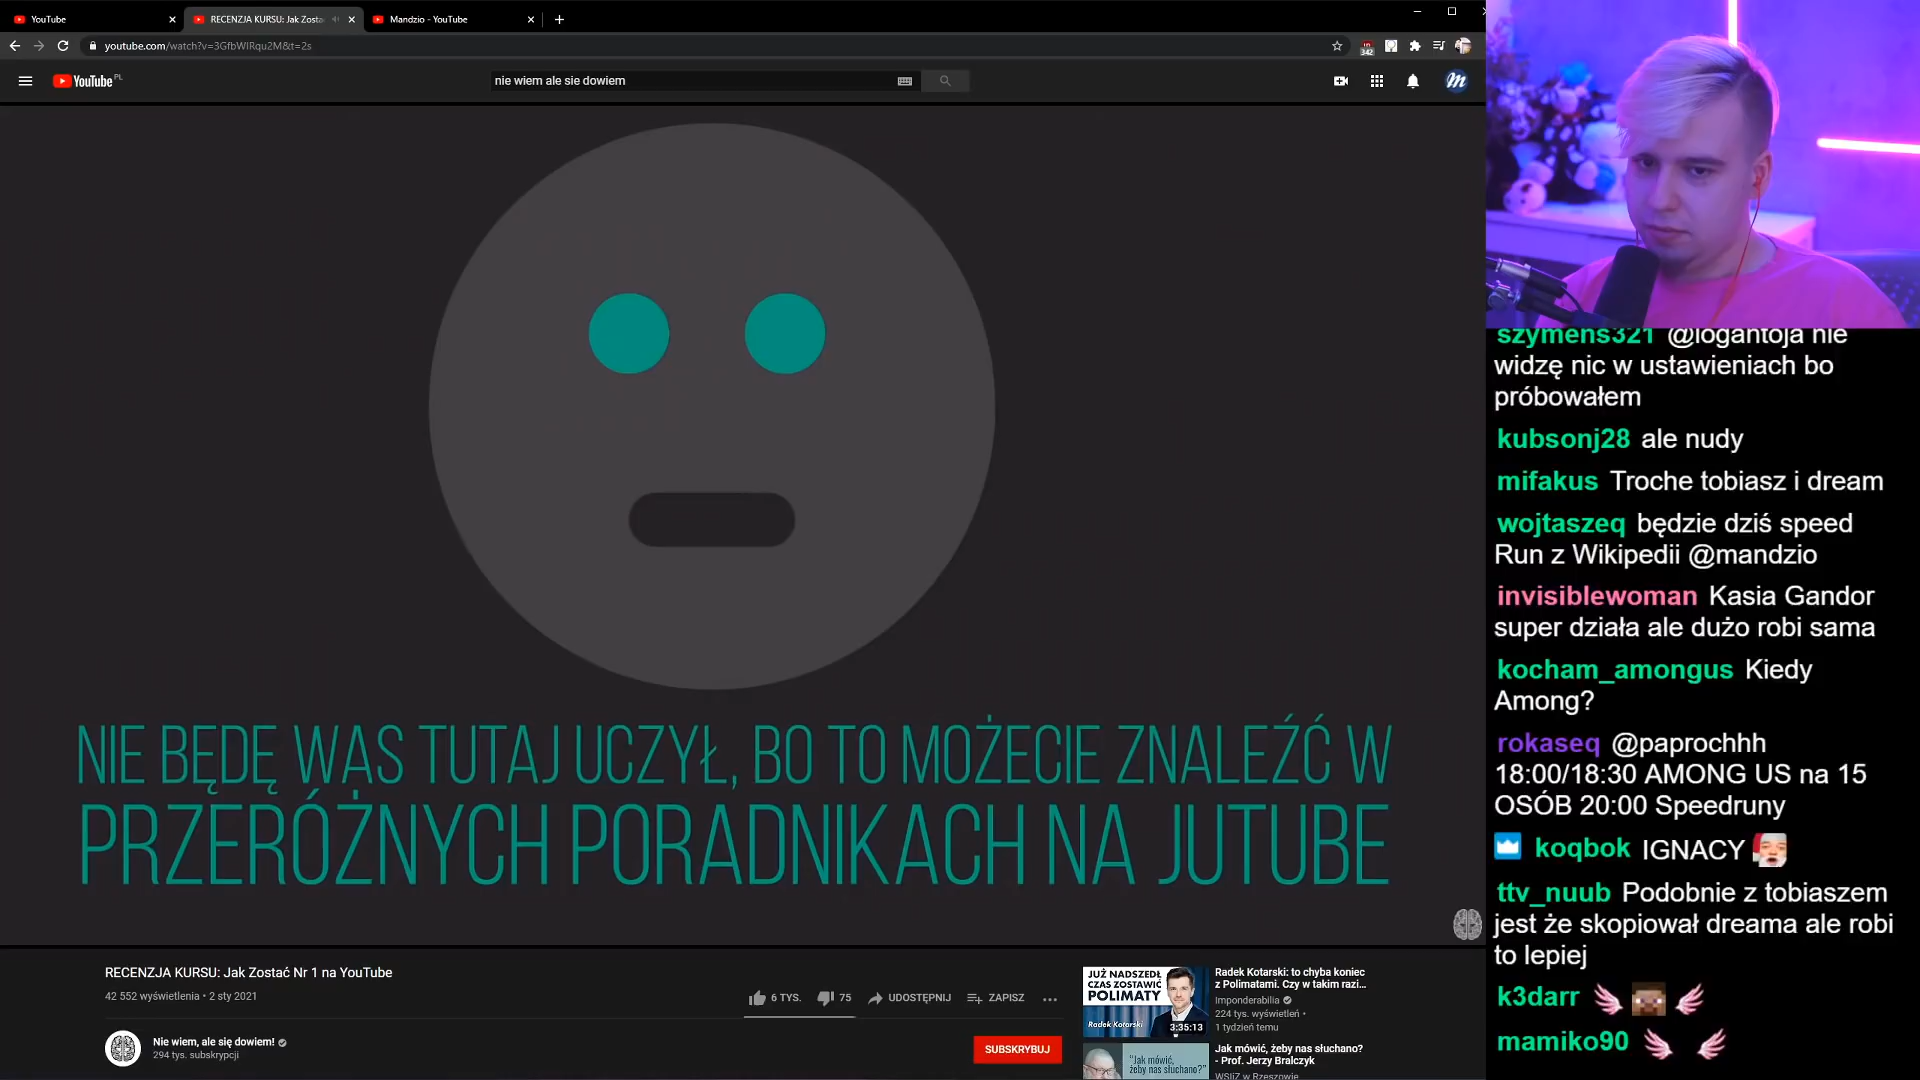 YouTube
RECENZJA KURSU: Jak Zosta
Mandzio - YouTube
youtube.com/watch?v=3GfbWIRqu2M&t=2s
342
YouTube PL
nie wiem ale sie dowiem
m
NIE BĘDĘ WAS TUTAJ UCZYŁ, BO TO MOŻECIE ZNALEŹĆ W
PRZERÓŻNYCH PORADNIKACH NA JUTUBE
RECENZJA KURSU: Jak Zostać Nr 1 na YouTube
42 552 wyświetlenia • 2 sty 2021
6 TYS.
75
UDOSTĘPNIJ
ZAPISZ
Nie wiem, ale się dowiem!
294 tys. subskrypcji
SUBSKRYBUJ
JUŻ NADSZEDŁ
CZAS ZOSTAWIĆ
POLIMATY
Radek Kotarski
3:35:13
Radek Kotarski: to chyba koniec
z Polimatami. Czy w takim razi...
Imponderabilia
224 tys. wyświetleń •
1 tydzień temu
"Jak mówić,
żeby nas słuchano?"
Jak mówić, żeby nas słuchano?
- Prof. Jerzy Bralczyk
WSIiZ w Rzeszowie
szymens321 @logantoja nie
widzę nic w ustawieniach bo
próbowałem
kubsonj28 ale nudy
mifakus Troche tobiasz i dream
wojtaszeq będzie dziś speed
Run z Wikipedii @mandzio
invisiblewoman Kasia Gandor
super działa ale dużo robi sama
kocham_amongus Kiedy
Among?
rokaseq @paprochhh
18:00/18:30 AMONG US na 15
OSÓB 20:00 Speedruny
koqbok IGNACY
ttv_nuub Podobnie z tobiaszem
jest że skopiował dreama ale robi
to lepiej
k3darr
mamiko90